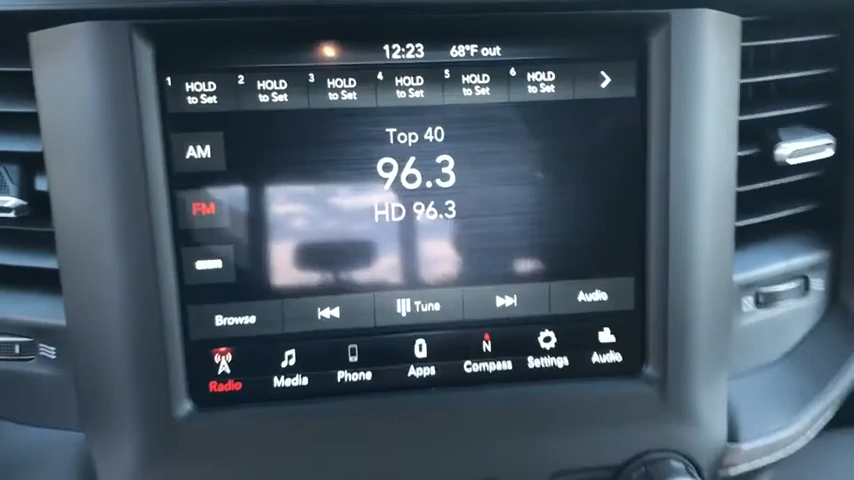 12:23 68°F out
1 HOLD to Set 2 HOLD to Set 3 HOLD to Set 4 HOLD to Set 5 HOLD to Set 6 HOLD to Set
AM
Top 40
96.3
FM
HD 96.3
Browse Tune Audio
Radio Media Phone Apps N Compass Settings Audio